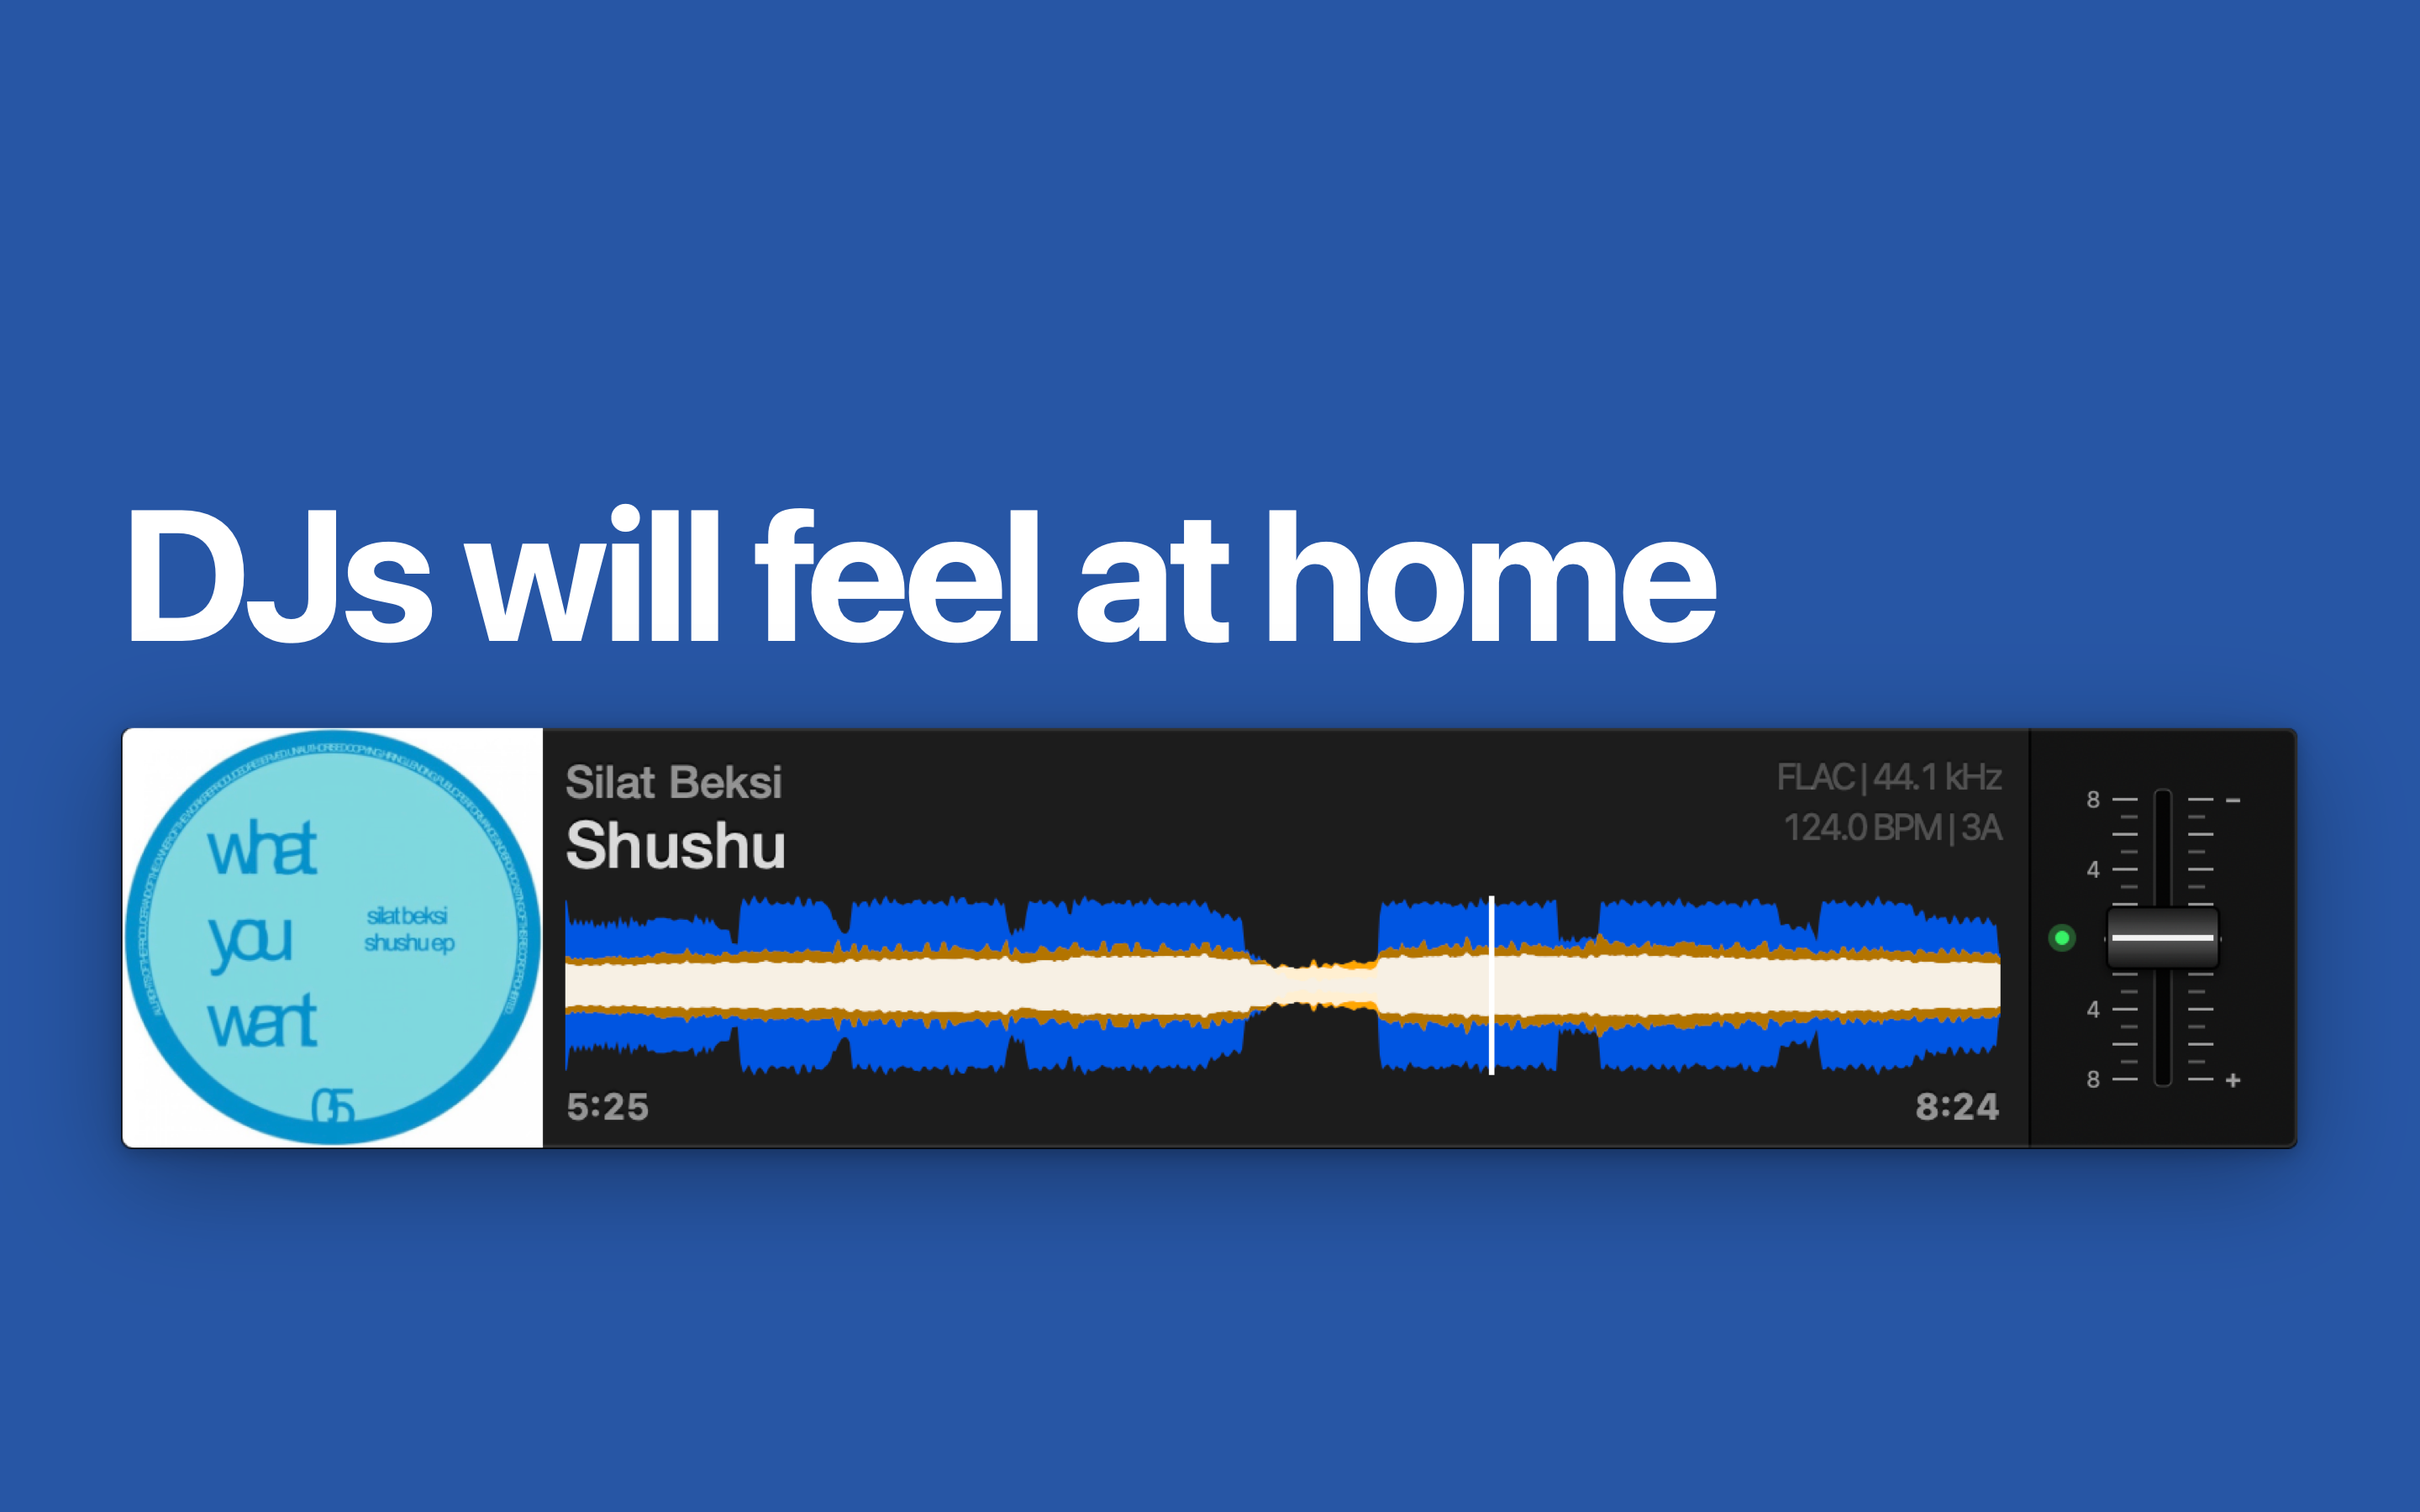 DJs will feel at home
what
you
want
silat beksi
shushu ep
05
Silat Beksi
Shushu
FLAC | 44.1 kHz
124.0 BPM | 3A
5:25
8:24
8 –
4
4
8 +